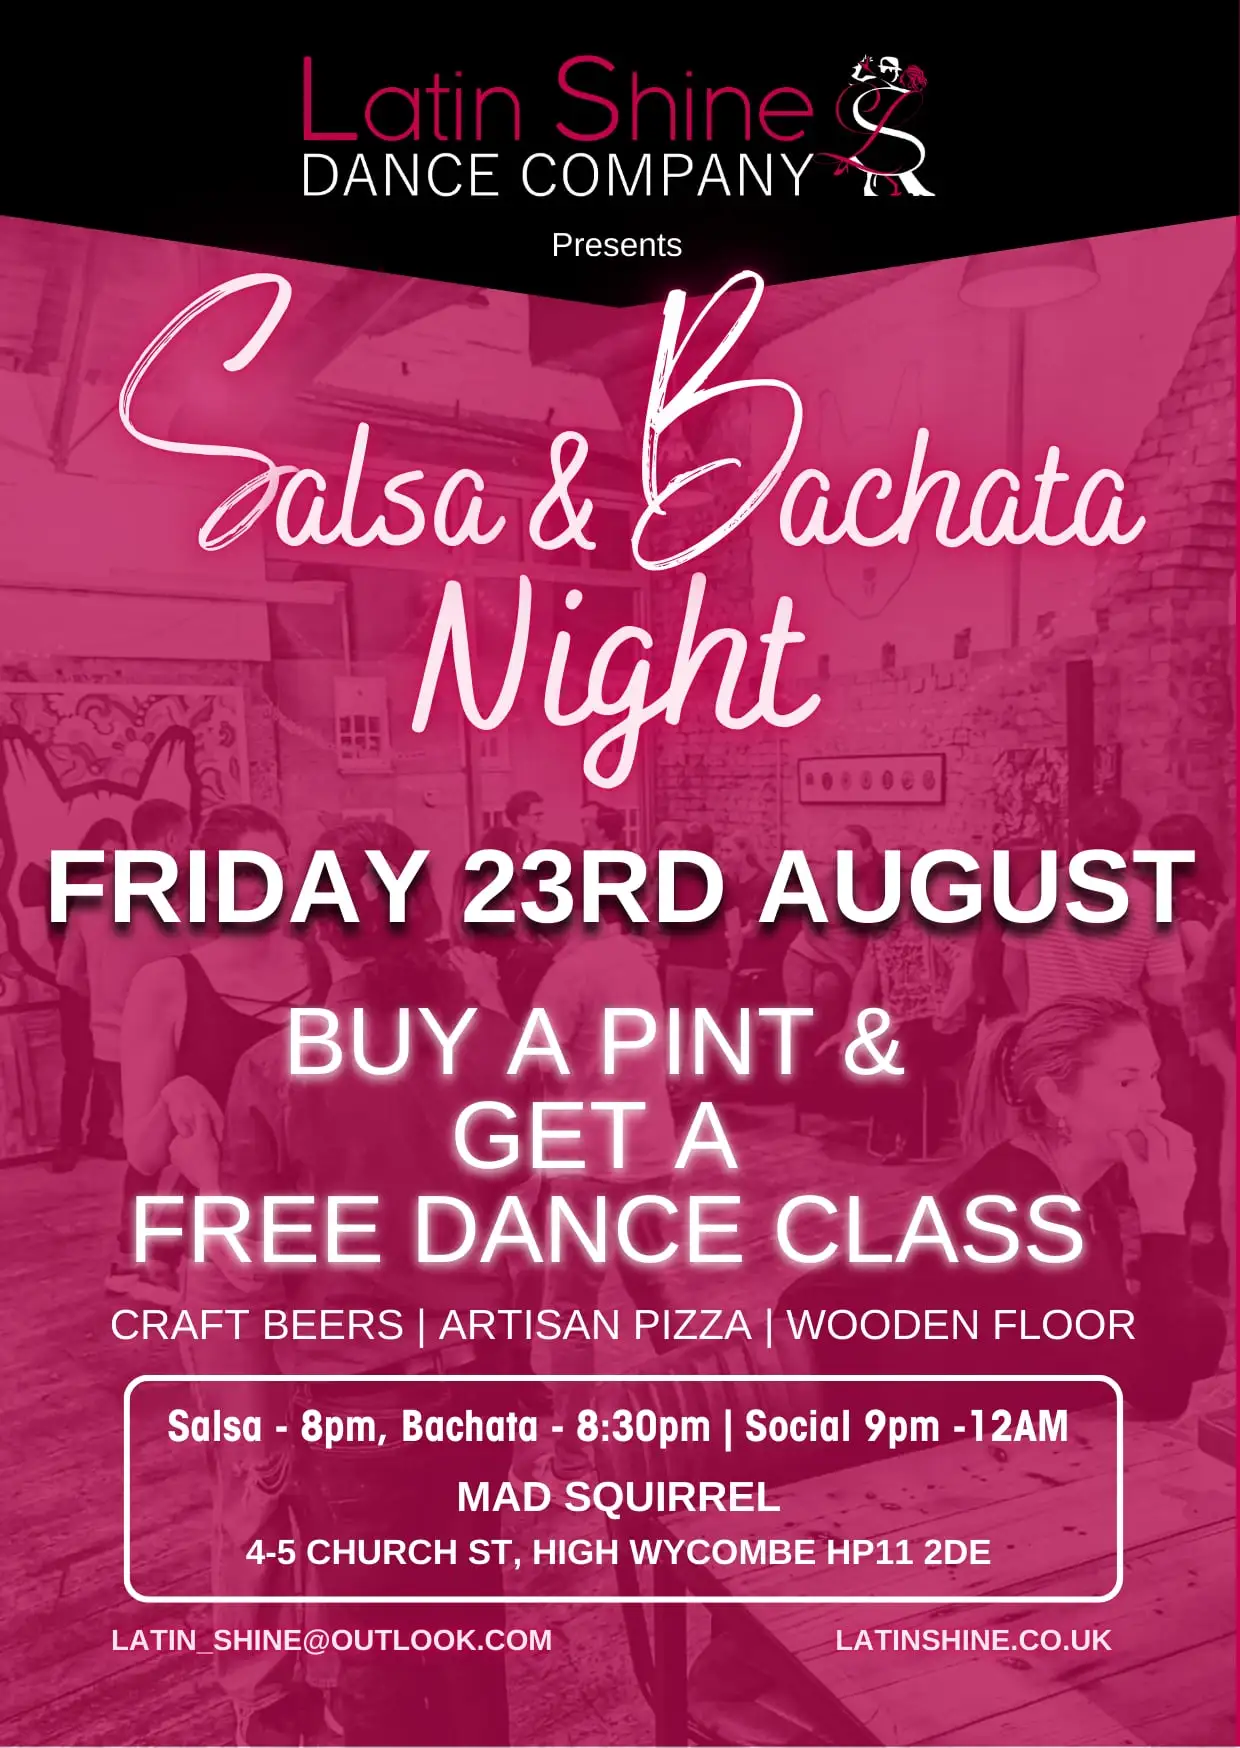 Latin Shine
DANCE COMPANY
Presents
Salsa & Bachata
Night
FRIDAY 23RD AUGUST
BUY A PINT &
GET A
FREE DANCE CLASS
CRAFT BEERS | ARTISAN PIZZA | WOODEN FLOOR
Salsa - 8pm, Bachata - 8:30pm | Social 9pm -12AM
MAD SQUIRREL
4-5 CHURCH ST, HIGH WYCOMBE HP11 2DE
LATIN_SHINE@OUTLOOK.COM
LATINSHINE.CO.UK